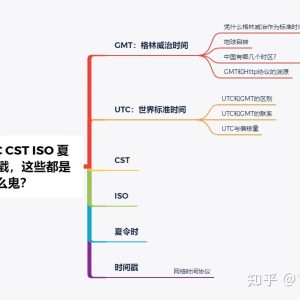 C CST ISO 夏
戳，这些都是
么鬼？
GMT：格林威治时间
凭什么格林威治作为标准时间
地球自转
中国有哪几个时区？
GMT和Http协议的渊源
UTC：世界标准时间
UTC和GMT的区别
UTC和GMT的联系
UTC与偏移量
CST
ISO
夏令时
时间戳
网络时间协议
知乎